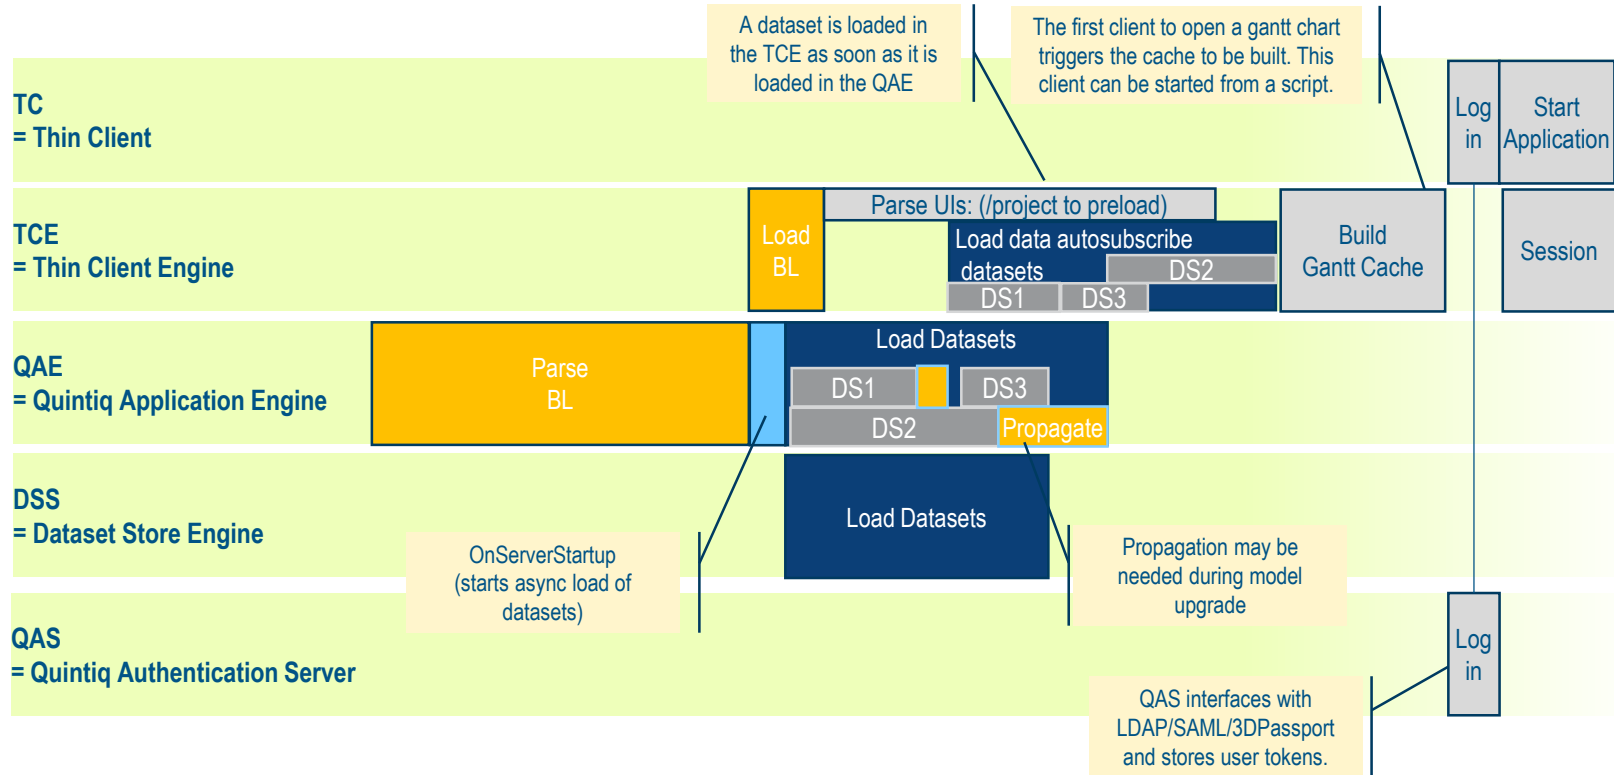 A dataset is loaded in
the TCE as soon as it is
loaded in the QAE
The first client to open a gantt chart
triggers the cache to be built. This
client can be started from a script.
TC
= Thin Client
Log
in
Start
Application
TCE
= Thin Client Engine
Load
BL
Parse UIs: (/project to preload)
Load data autosubscribe
datasets
DS2
DS1
DS3
Build
Gantt Cache
Session
QAE
= Quintiq Application Engine
Parse
BL
Load Datasets
DS1
DS3
DS2
Propagate
DSS
= Dataset Store Engine
Load Datasets
OnServerStartup
(starts async load of
datasets)
Propagation may be
needed during model
upgrade
QAS
= Quintiq Authentication Server
Log
in
QAS interfaces with
LDAP/SAML/3DPassport
and stores user tokens.